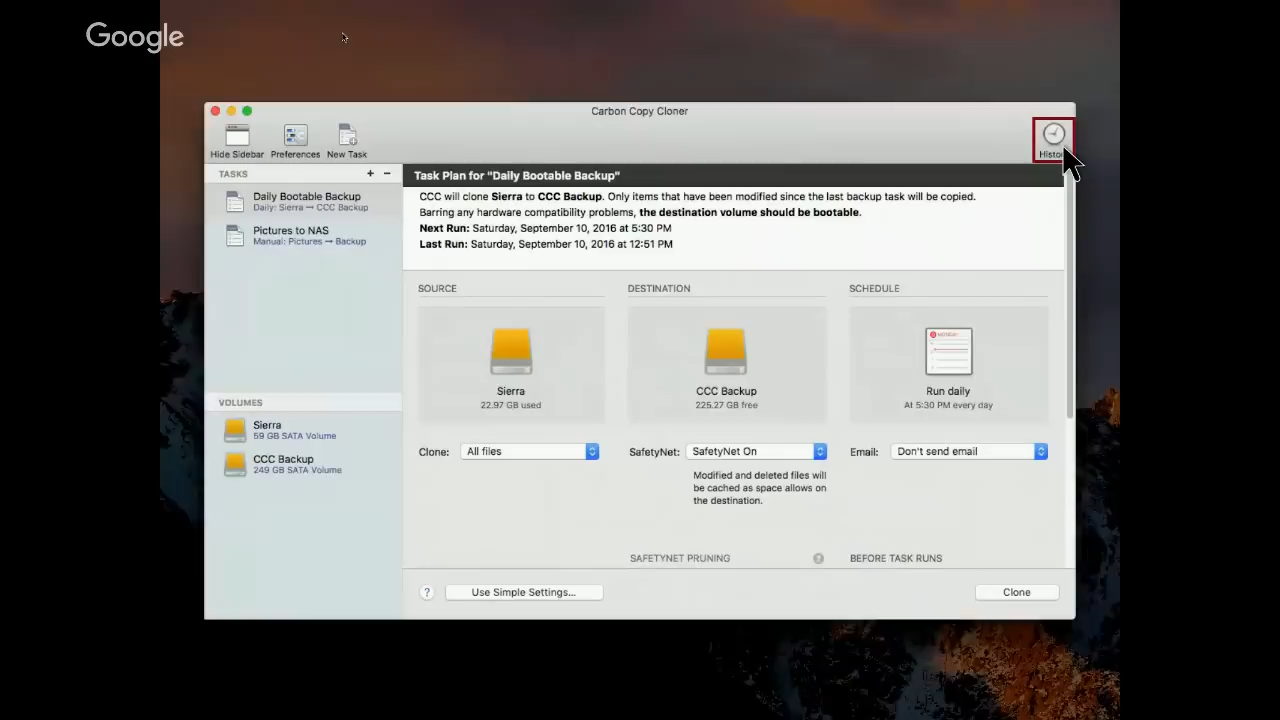 Google
Carbon Copy Cloner
Hide Sidebar Preferences New Task
TASKS + −
Daily Bootable Backup
Daily: Sierra → CCC Backup
Pictures to NAS
Manual: Pictures → Backup
VOLUMES
Sierra
59 GB SATA Volume
CCC Backup
249 GB SATA Volume
Task Plan for "Daily Bootable Backup"
CCC will clone Sierra to CCC Backup. Only items that have been modified since the last backup task will be copied.
Barring any hardware compatibility problems, the destination volume should be bootable.
Next Run: Saturday, September 10, 2016 at 5:30 PM
Last Run: Saturday, September 10, 2016 at 12:51 PM
SOURCE
Sierra
22.97 GB used
Clone: All files
DESTINATION
CCC Backup
225.27 GB free
SafetyNet: SafetyNet On
Modified and deleted files will
be cached as space allows on
the destination.
SAFETYNET PRUNING ?
SCHEDULE
Run daily
At 5:30 PM every day
Email: Don't send email
BEFORE TASK RUNS
? Use Simple Settings...
Clone